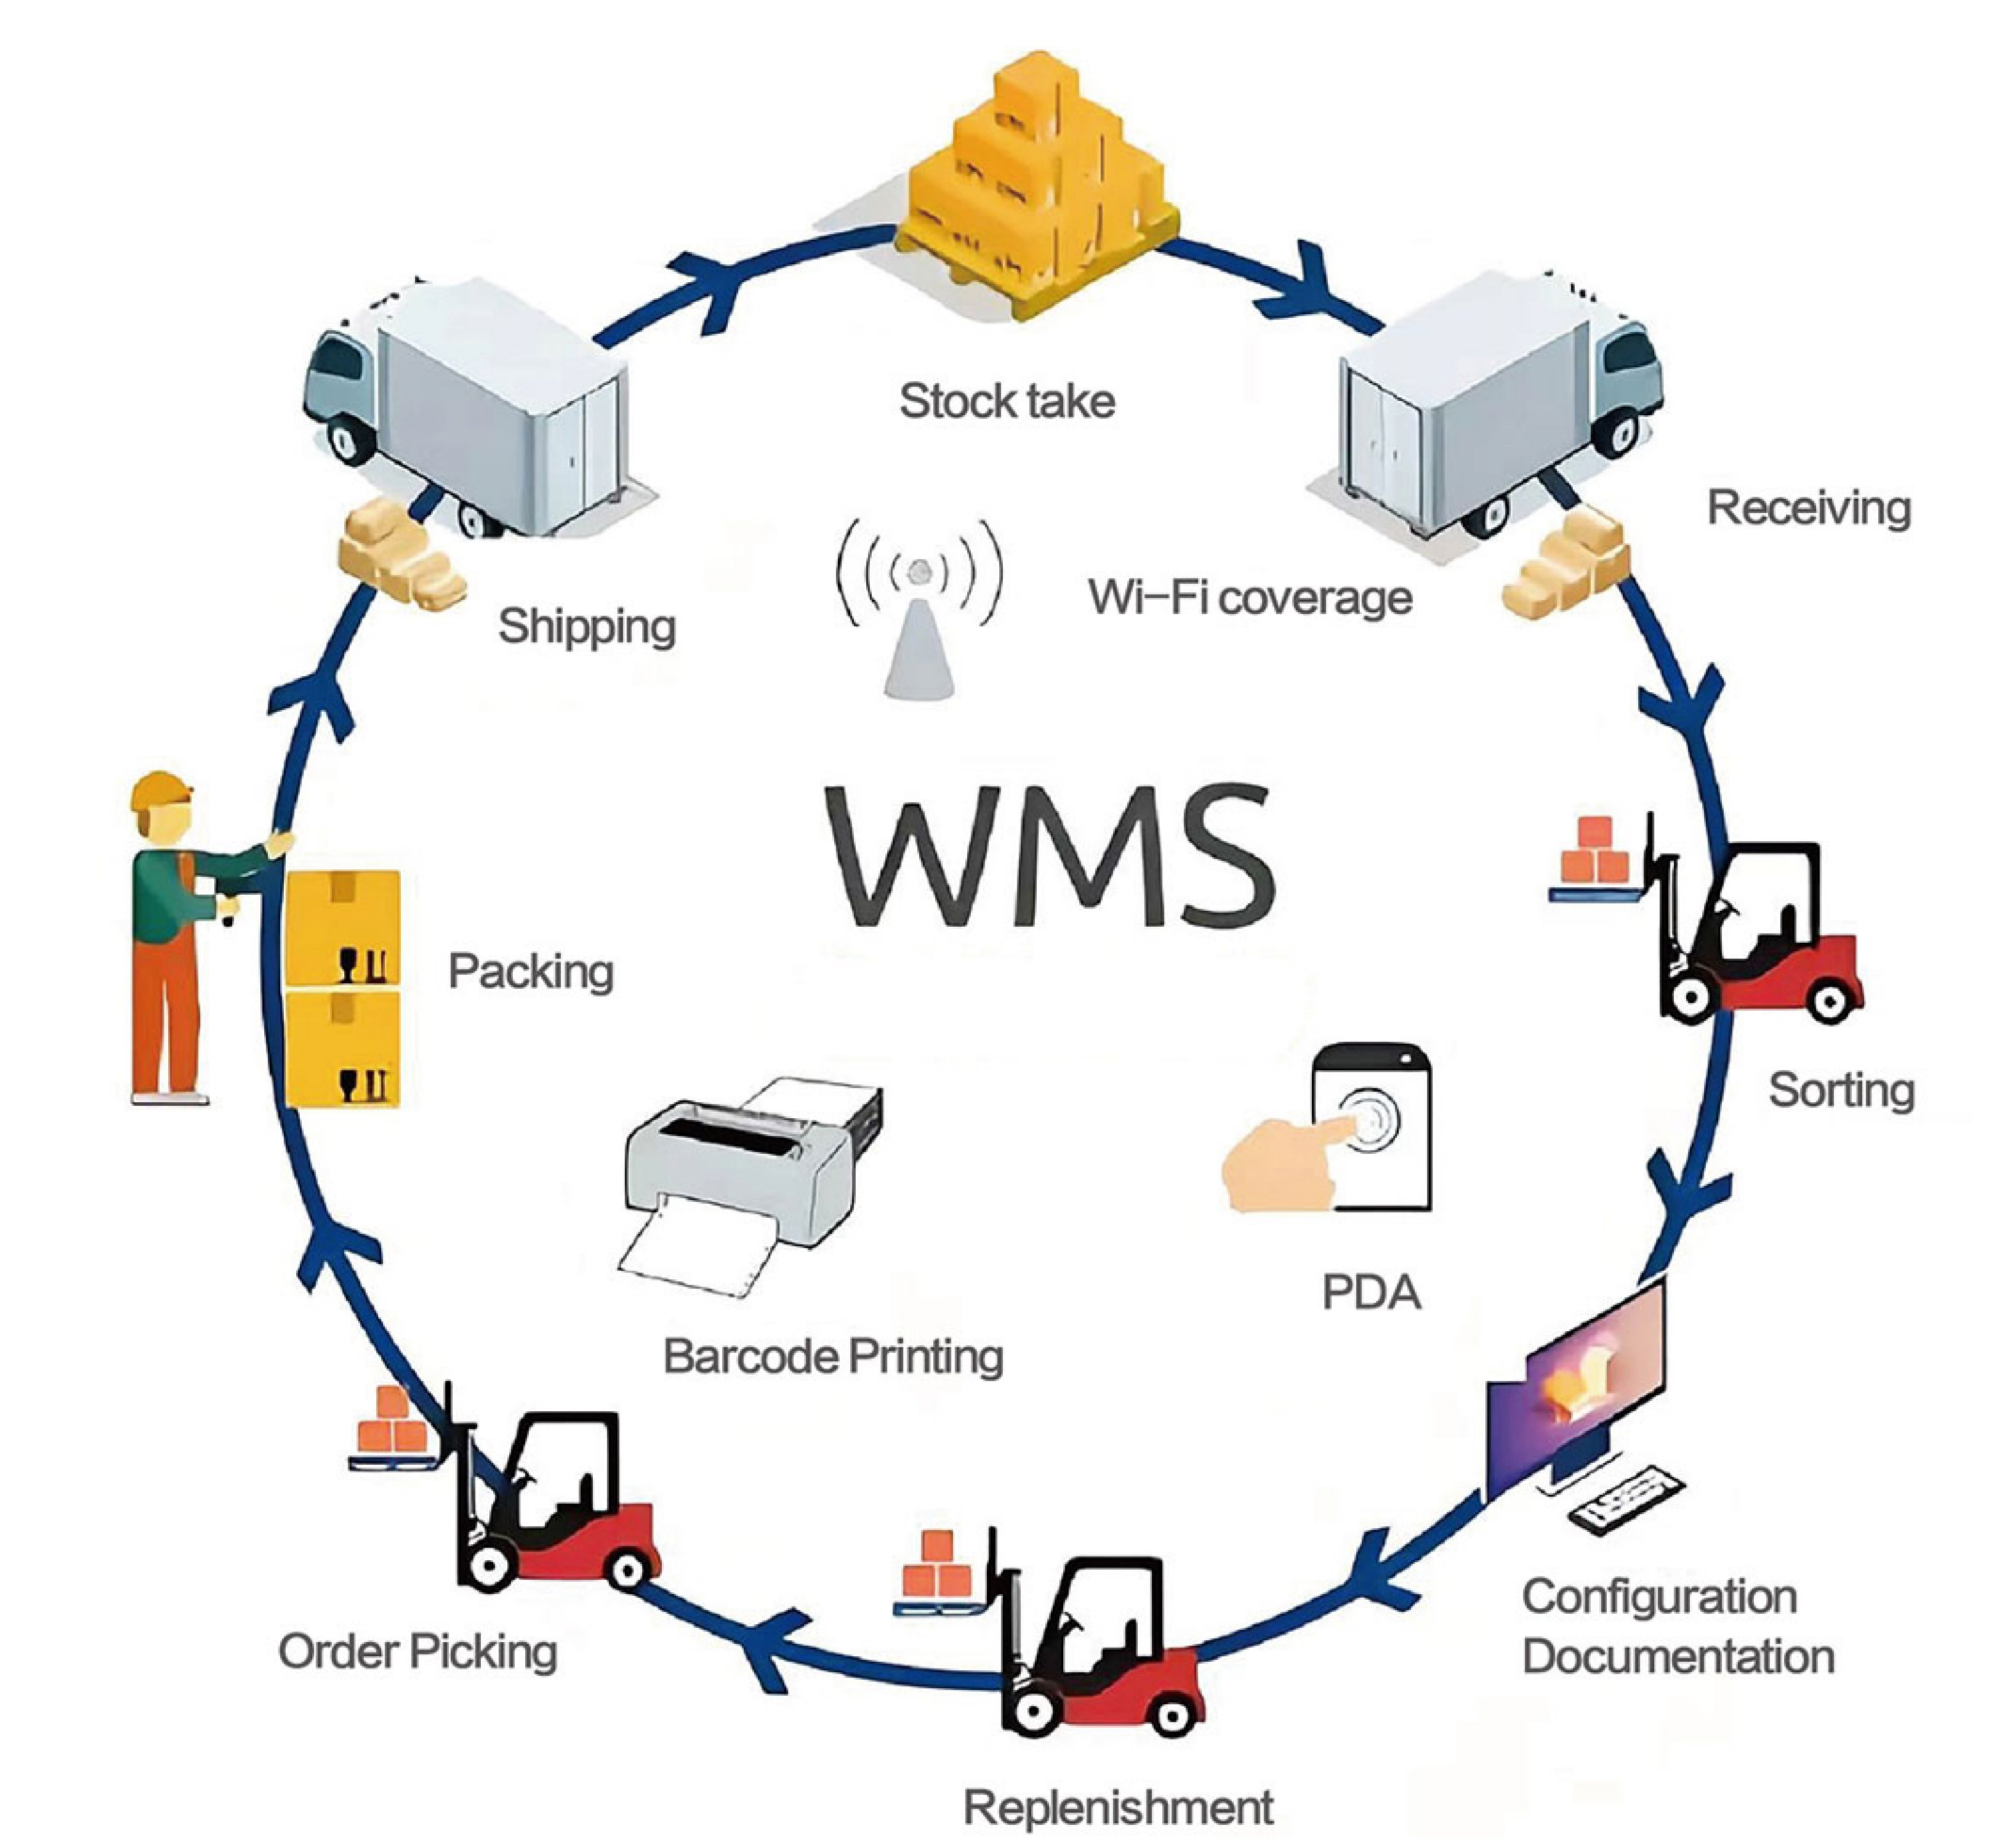 Stock take
Receiving
Wi-Fi coverage
Shipping
WMS
Packing
Sorting
PDA
Barcode Printing
Configuration
Documentation
Order Picking
Replenishment